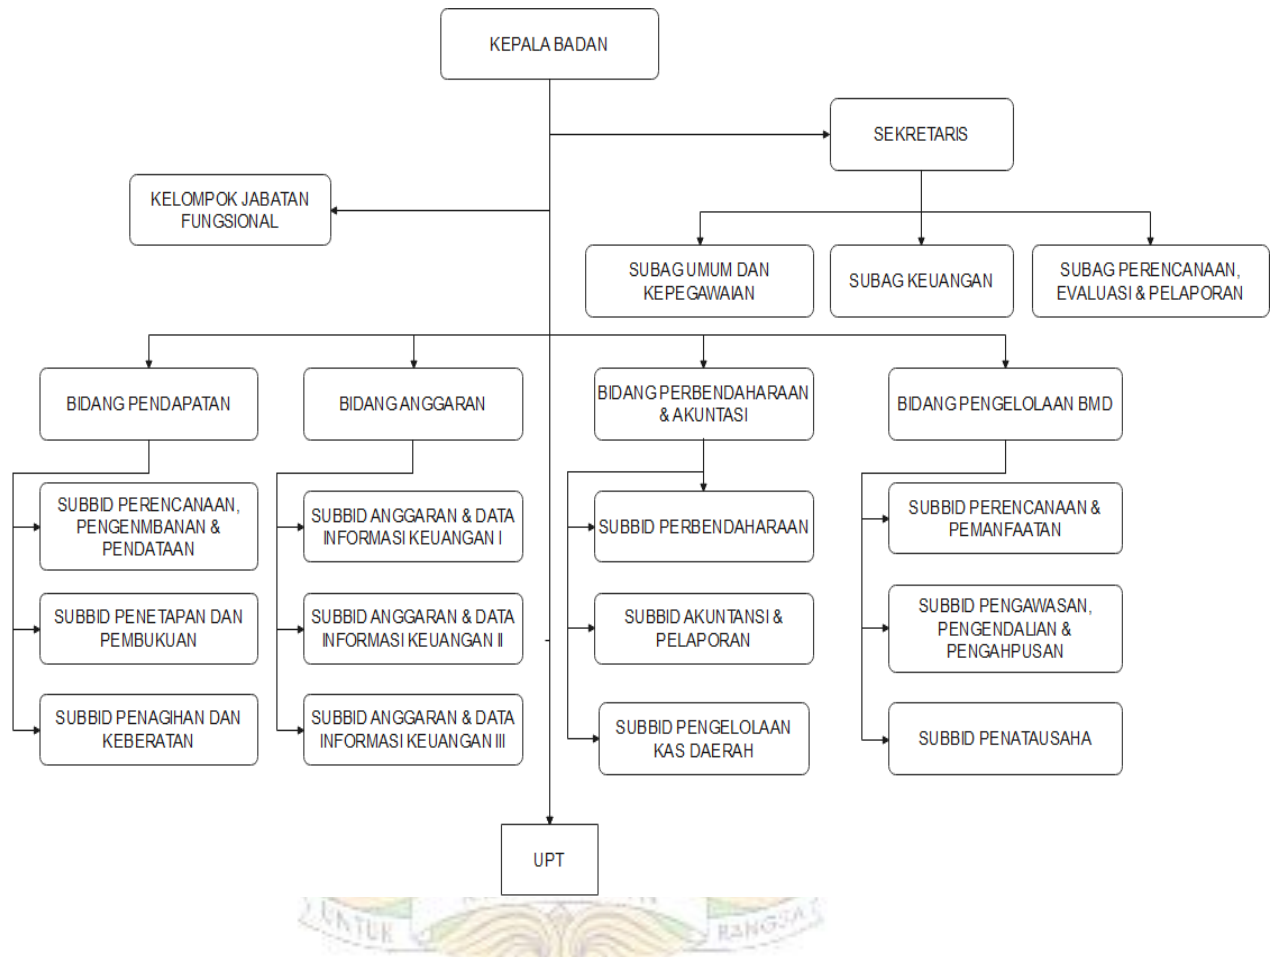 KEPALA BADAN
SEKRETARIS
KELOMPOK JABATAN
FUNGSIONAL
SUBAG UMUM DAN
KEPEGAWAIAN
SUBAG KEUANGAN
SUBAG PERENCANAAN,
EVALUASI & PELAPORAN
BIDANG PENDAPATAN
BIDANG ANGGARAN
BIDANG PERBENDAHARAAN
& AKUNTASI
BIDANG PENGELOLAAN BMD
SUBBID PERENCANAAN,
PENGENMBANAN &
PENDATAAN
SUBBID ANGGARAN & DATA
INFORMASI KEUANGAN I
SUBBID PERBENDAHARAAN
SUBBID PERENCANAAN &
PEMANFAATAN
SUBBID PENETAPAN DAN
PEMBUKUAN
SUBBID ANGGARAN & DATA
INFORMASI KEUANGAN II
SUBBID AKUNTANSI &
PELAPORAN
SUBBID PENGAWASAN,
PENGENDALIAN &
PENGAHPUSAN
SUBBID PENAGIHAN DAN
KEBERATAN
SUBBID ANGGARAN & DATA
INFORMASI KEUANGAN III
SUBBID PENGELOLAAN
KAS DAERAH
SUBBID PENATAUSAHA
UPT
UNTUK
BANGSA